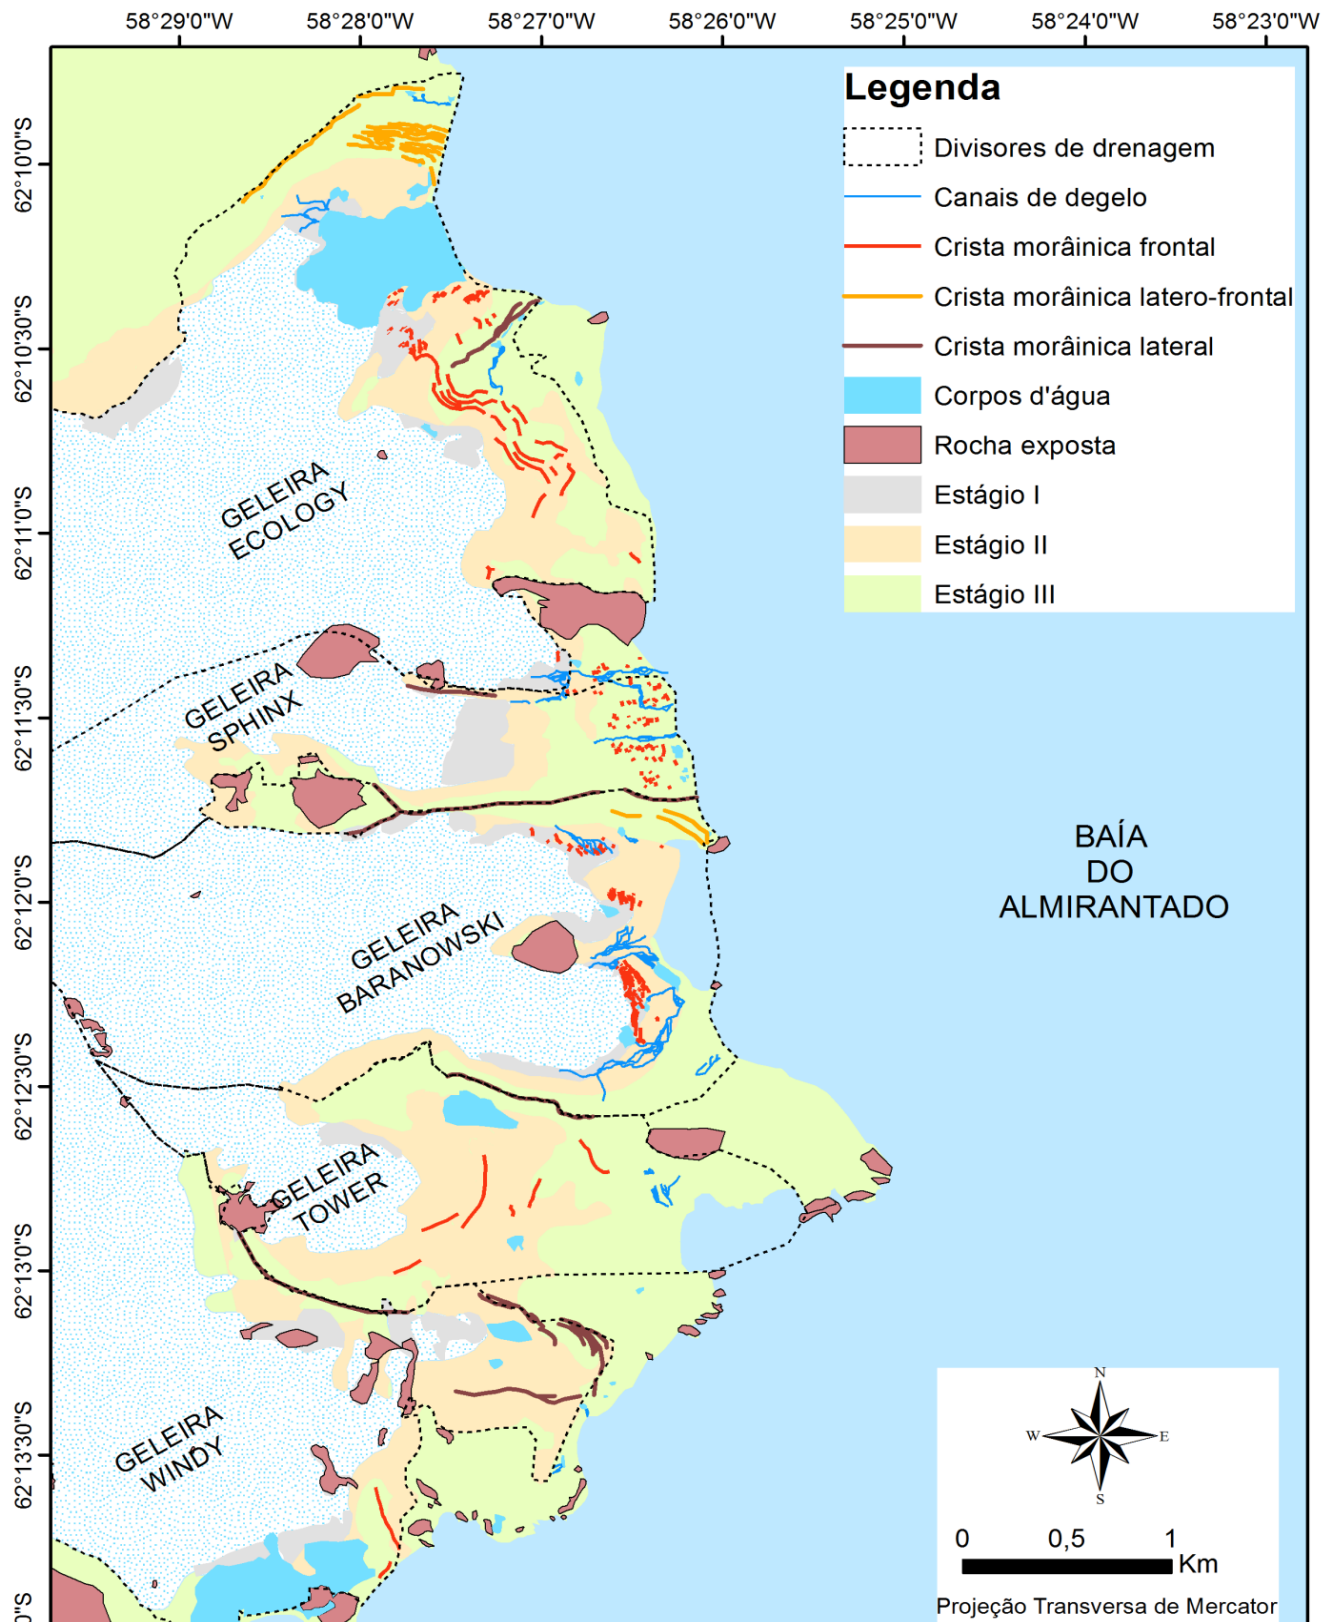 58°29'0"W 58°28'0"W 58°27'0"W 58°26'0"W 58°25'0"W 58°24'0"W 58°23'0"W
Legenda
Divisores de drenagem
Canais de degelo
Crista morâinica frontal
Crista morâinica latero-frontal
Crista morâinica lateral
Corpos d'água
Rocha exposta
Estágio I
Estágio II
Estágio III
62°10'0"S
62°10'30"S
62°11'0"S
62°11'30"S
62°12'0"S
62°12'30"S
62°13'0"S
62°13'30"S
0"S
GELEIRA
ECOLOGY
GELEIRA
SPHINX
GELEIRA
BARANOWSKI
GELEIRA
TOWER
GELEIRA
WINDY
BAÍA
DO
ALMIRANTADO
N
W E
S
0 0,5 1
Km
Projeção Transversa de Mercator